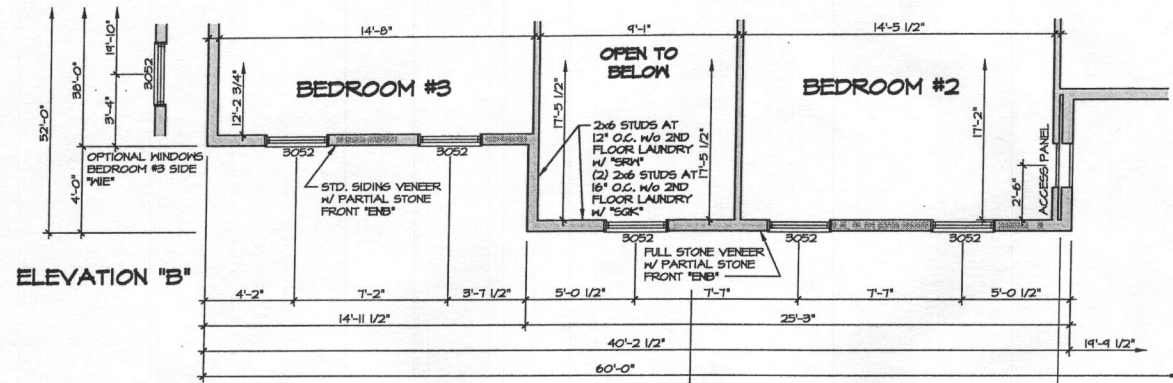 14'-8"
9'-1"
14'-5 1/2"
19'-10"
38'-0"
52'-0"
3052
3'-4"
4'-0"
12'-2 3/4"
BEDROOM #3
OPEN TO
BELOW
BEDROOM #2
17'-5 1/2"
17'-5 1/2"
17'-2"
2'-6"
ACCESS PANEL
OPTIONAL WINDOWS
BEDROOM #3 SIDE
"WIE"
3052
3052
2x6 STUDS AT
12" O.C. W/o 2ND
FLOOR LAUNDRY
W/ "SRW"
(2) 2x6 STUDS AT
16" O.C. W/o 2ND
FLOOR LAUNDRY
W/ "SGK"
STD. SIDING VENEER
W/ PARTIAL STONE
FRONT "ENB"
3052
3052
3052
FULL STONE VENEER
W/ PARTIAL STONE
FRONT "ENB"
ELEVATION "B"
4'-2"
7'-2"
3'-7 1/2"
5'-0 1/2"
7'-7"
7'-7"
5'-0 1/2"
14'-11 1/2"
25'-3"
40'-2 1/2"
19'-9 1/2"
60'-0"